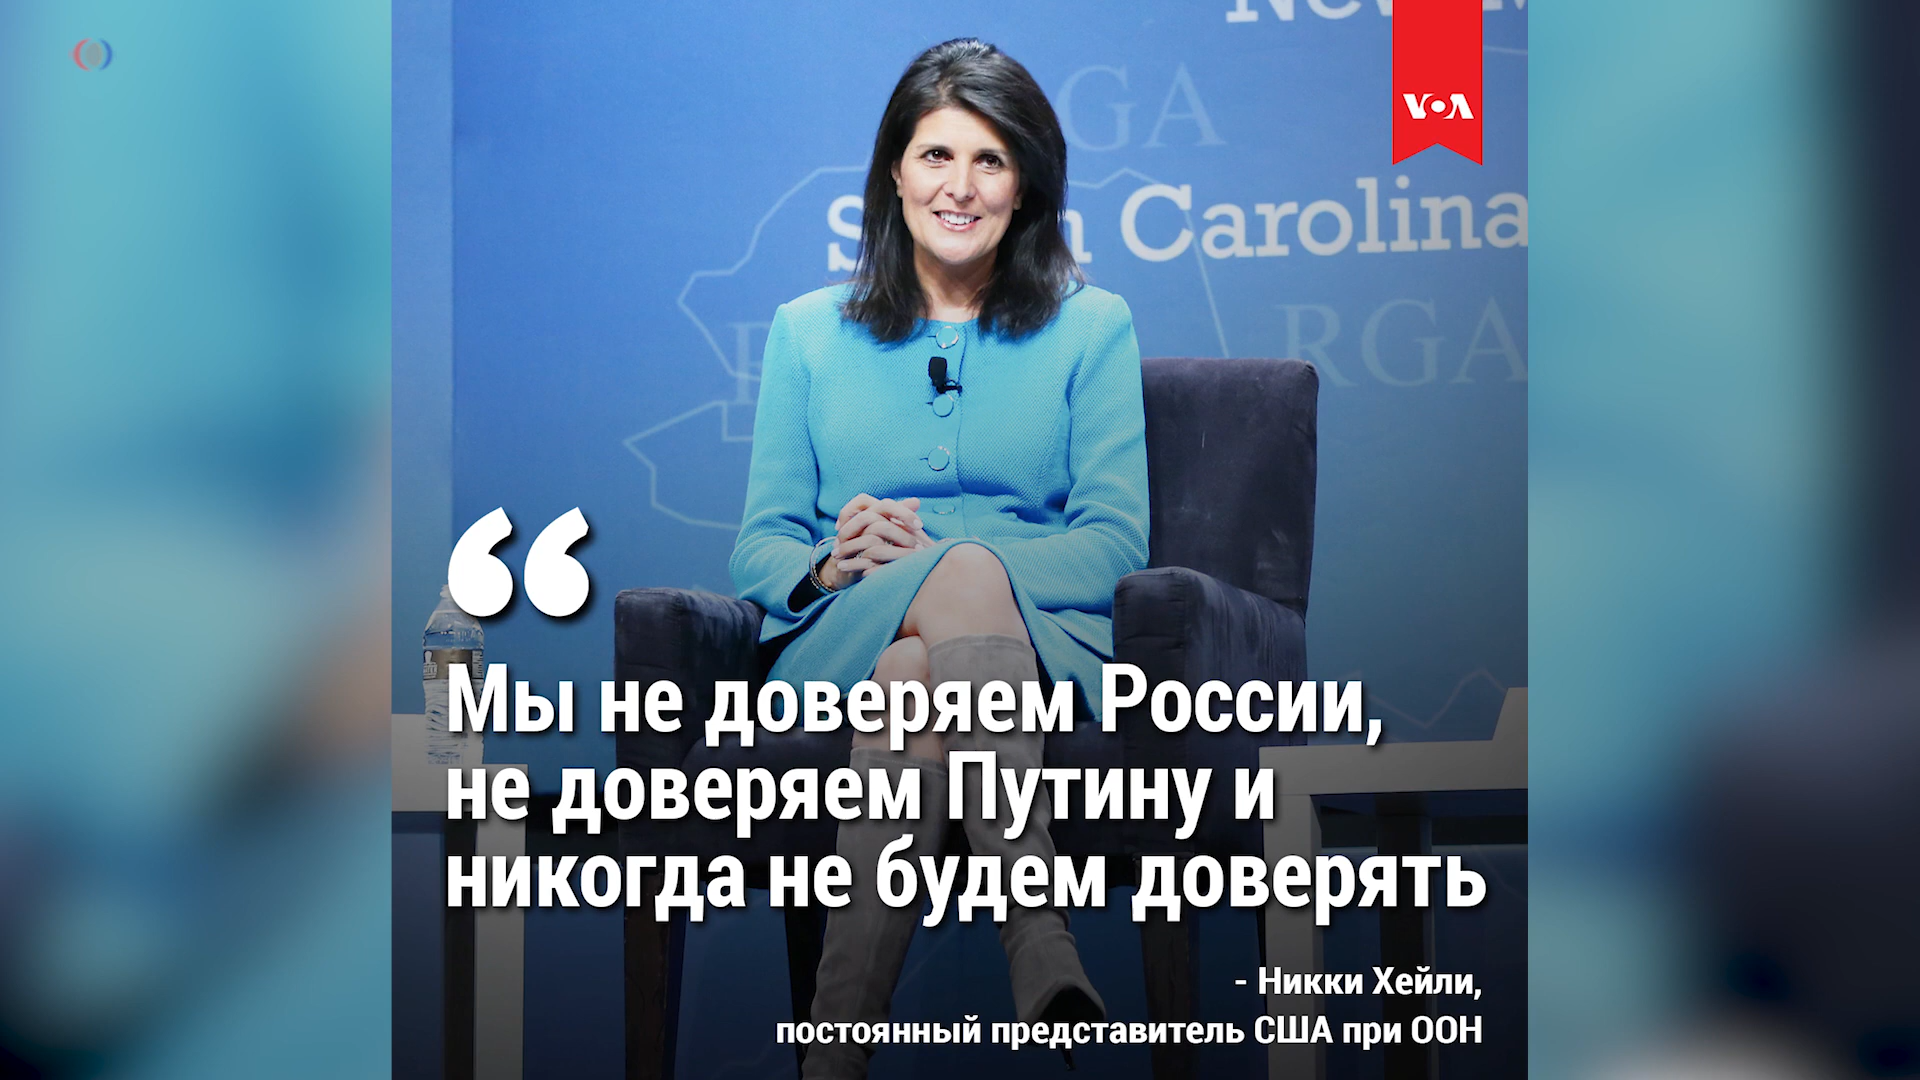 VOA
RGA
Carolina
RGA
Мы не доверяем России,
не доверяем Путину и
никогда не будем доверять
- Никки Хейли,
постоянный представитель США при ООН